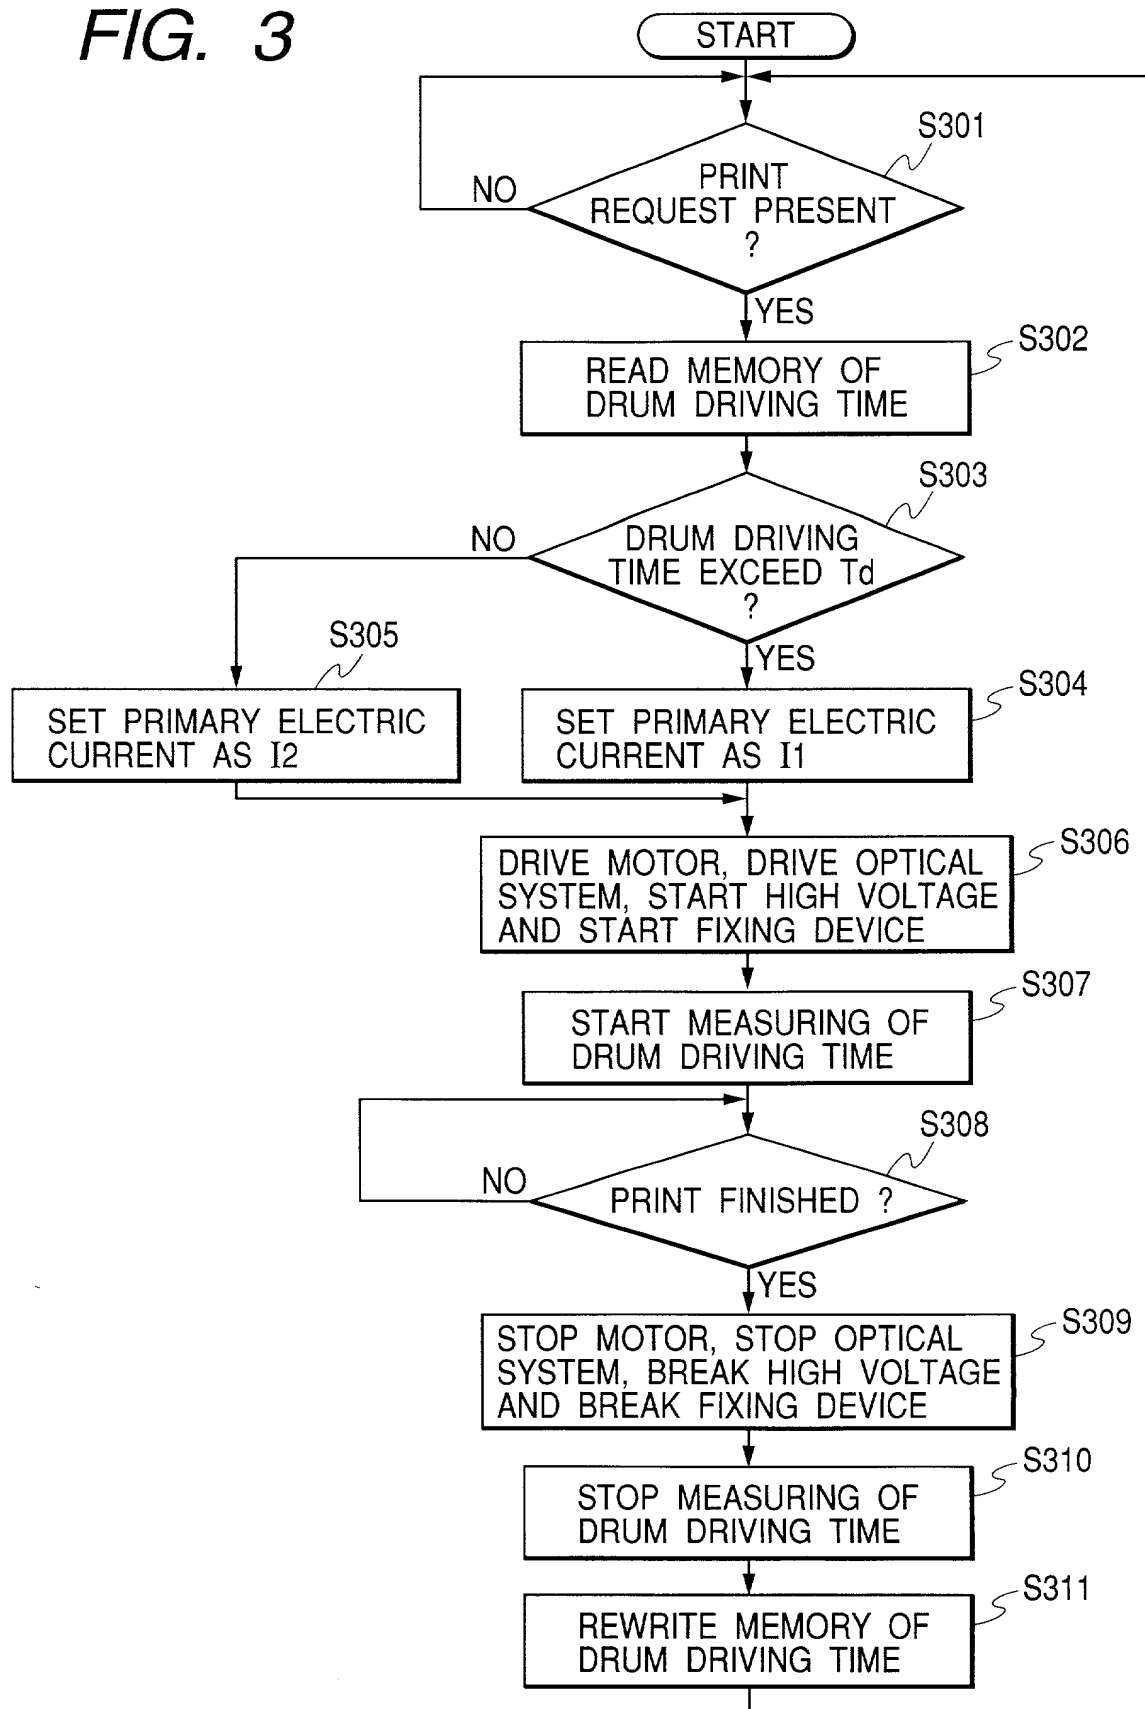 FIG. 3
START
S301
PRINT
REQUEST PRESENT
?
NO
YES
S302
READ MEMORY OF
DRUM DRIVING TIME
S303
DRUM DRIVING
TIME EXCEED Td
?
NO
YES
S305
SET PRIMARY ELECTRIC
CURRENT AS I2
S304
SET PRIMARY ELECTRIC
CURRENT AS I1
S306
DRIVE MOTOR, DRIVE OPTICAL
SYSTEM, START HIGH VOLTAGE
AND START FIXING DEVICE
S307
START MEASURING OF
DRUM DRIVING TIME
S308
PRINT FINISHED ?
NO
YES
S309
STOP MOTOR, STOP OPTICAL
SYSTEM, BREAK HIGH VOLTAGE
AND BREAK FIXING DEVICE
S310
STOP MEASURING OF
DRUM DRIVING TIME
S311
REWRITE MEMORY OF
DRUM DRIVING TIME